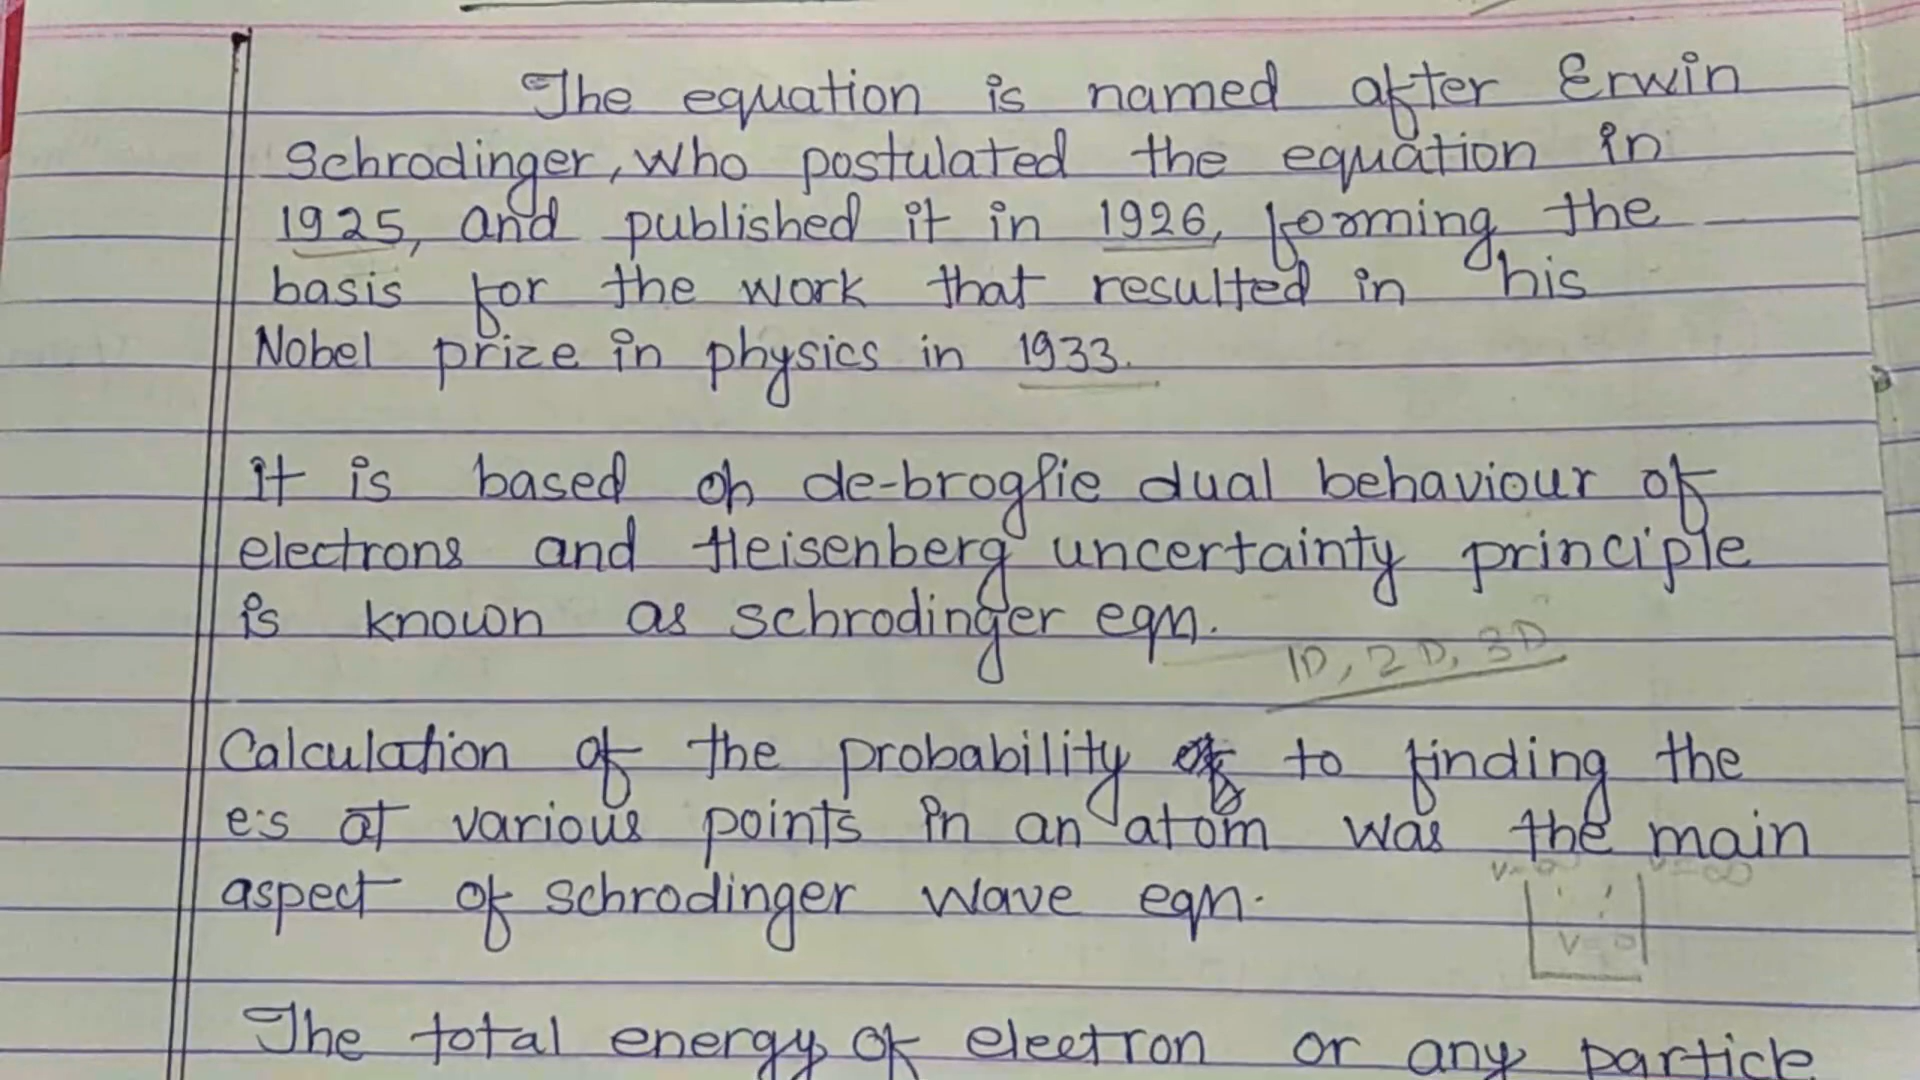 The equation is named after Erwin
Schrodinger, who postulated the equation in
1925, and published it in 1926, forming the
basis for the work that resulted in his
Nobel prize in physics in 1933.
it is based on de-broglie dual behaviour of
electrons and Heisenberg uncertainty principle
is known as schrodinger eqn.
1D, 2D, 3D
Calculation of the probability to finding the
e:s at various points in an atom was the main
aspect of schrodinger wave eqn.
V=∞ V=∞
V=0
The total energy of electron or any particle